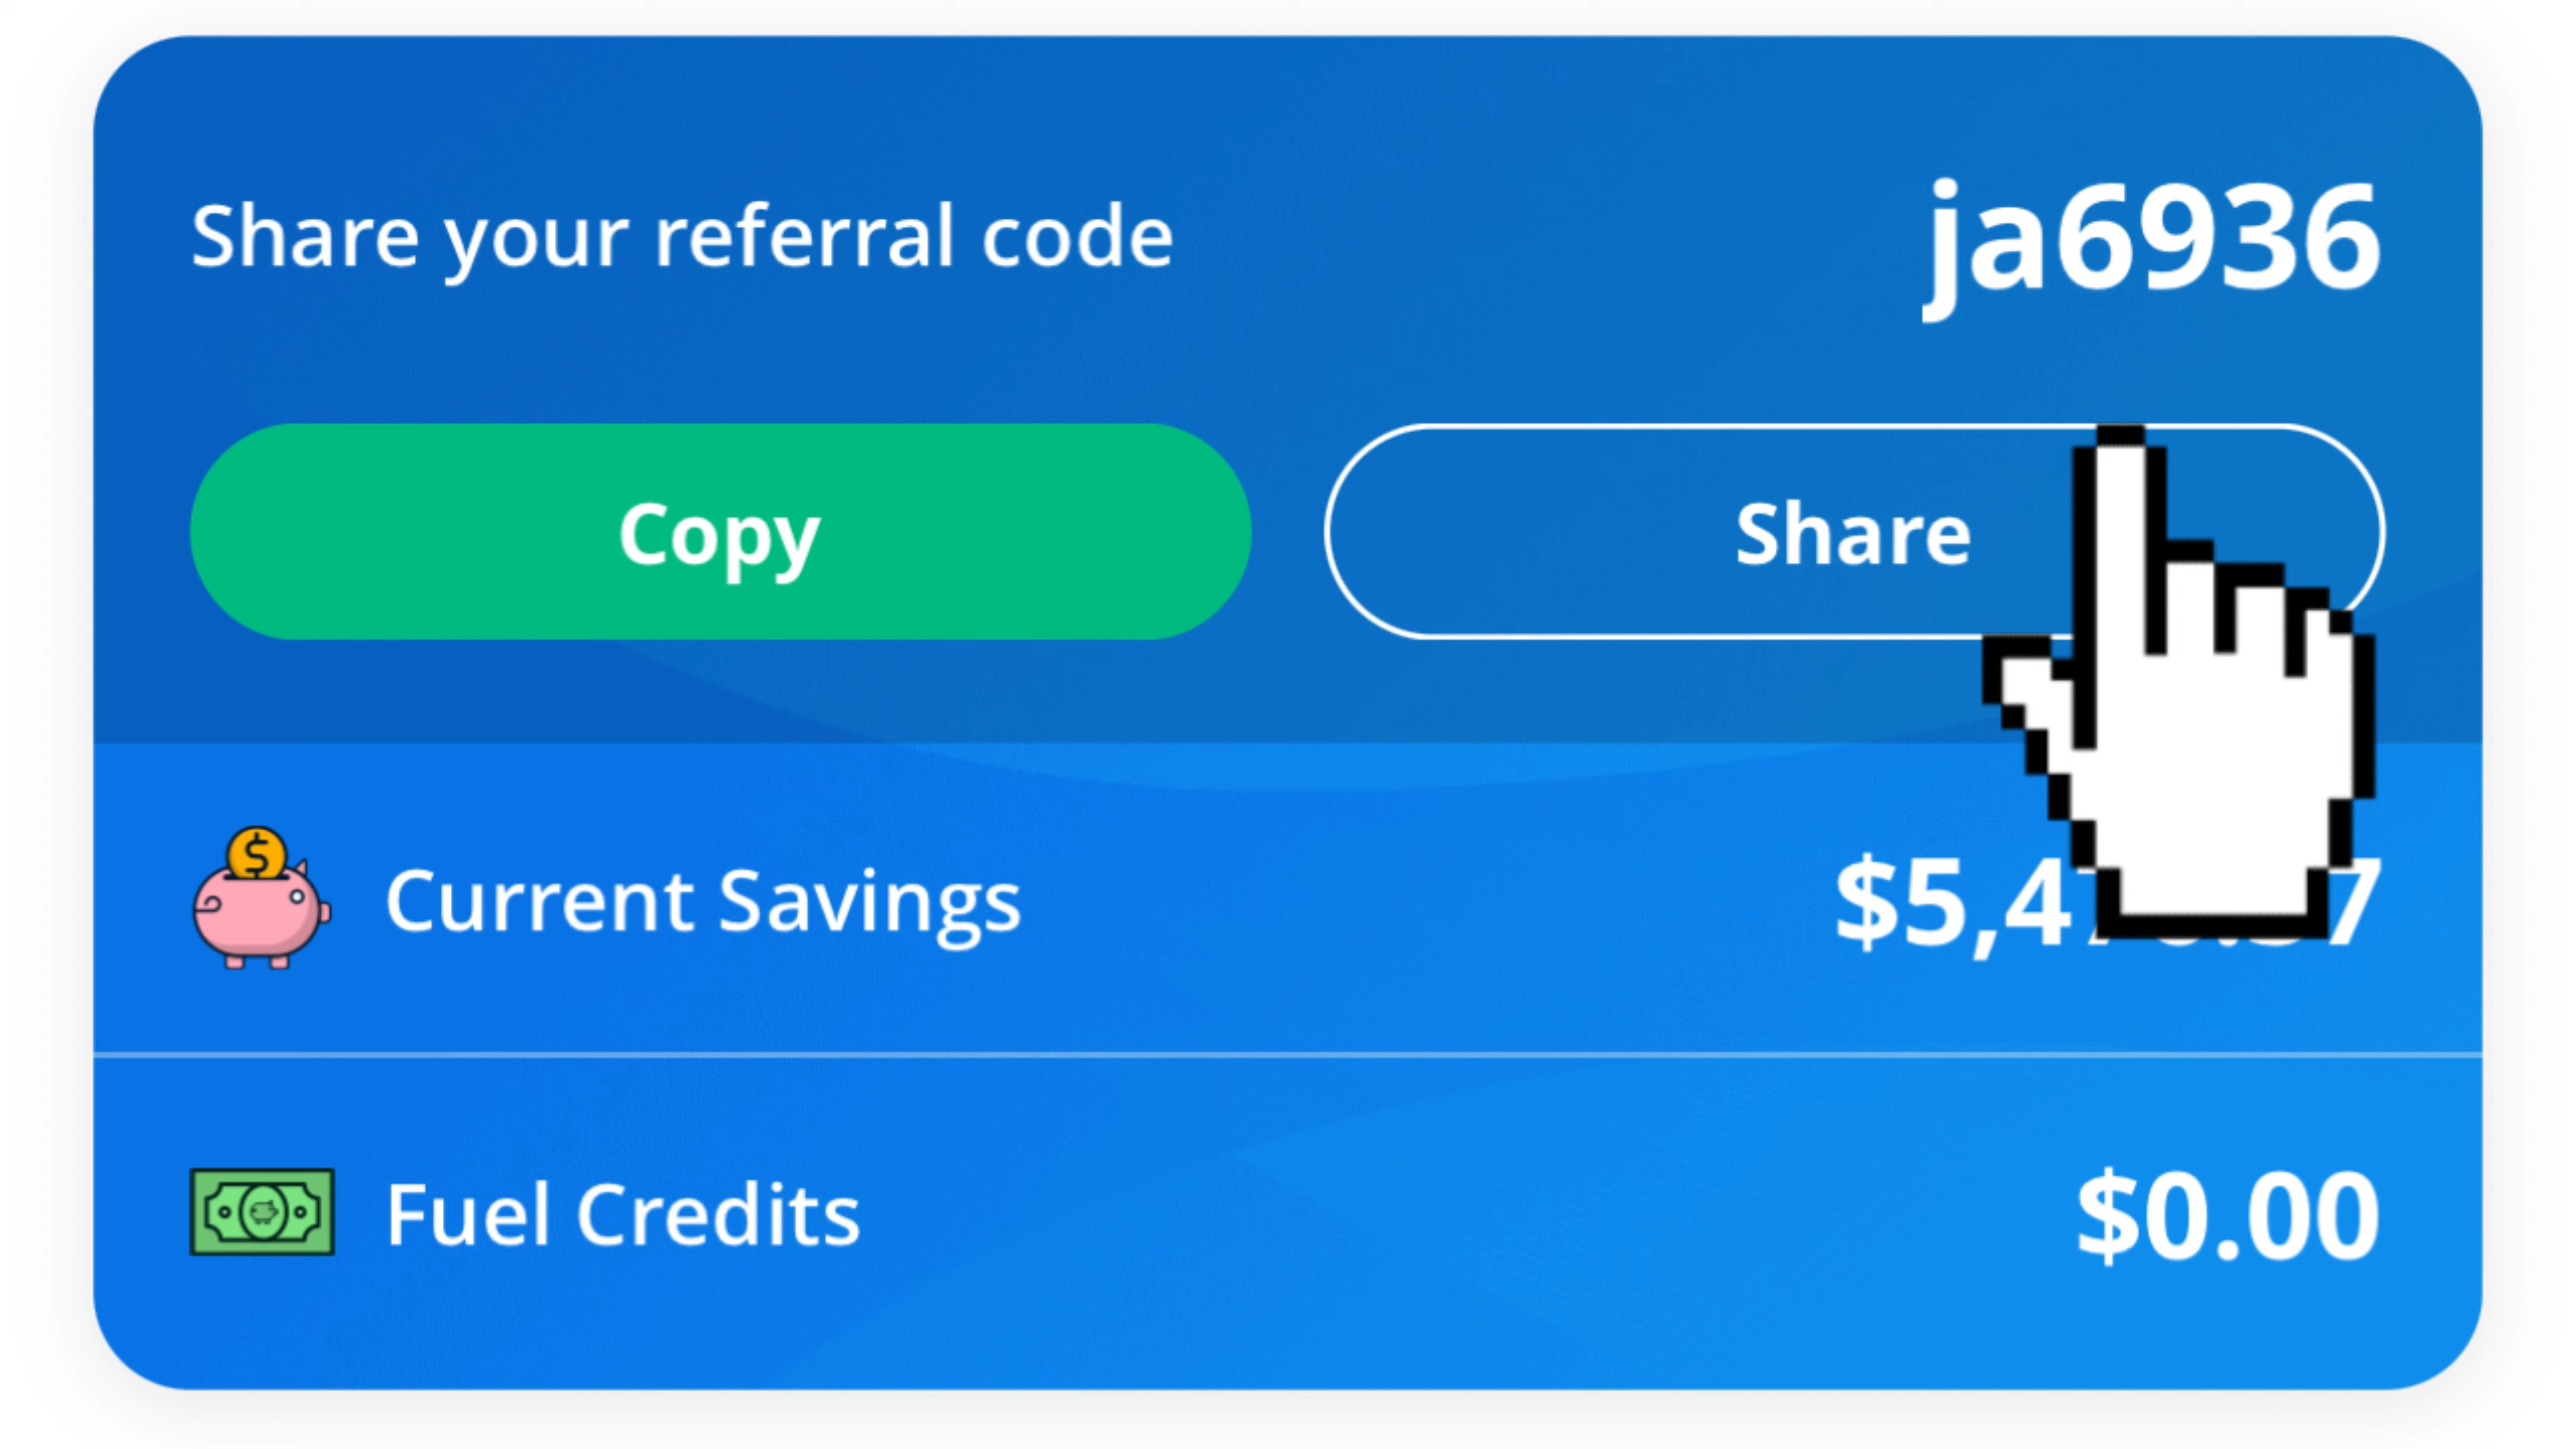 Share your referral code
ja6936
Copy
Share
Current Savings
Fuel Credits
$0.00